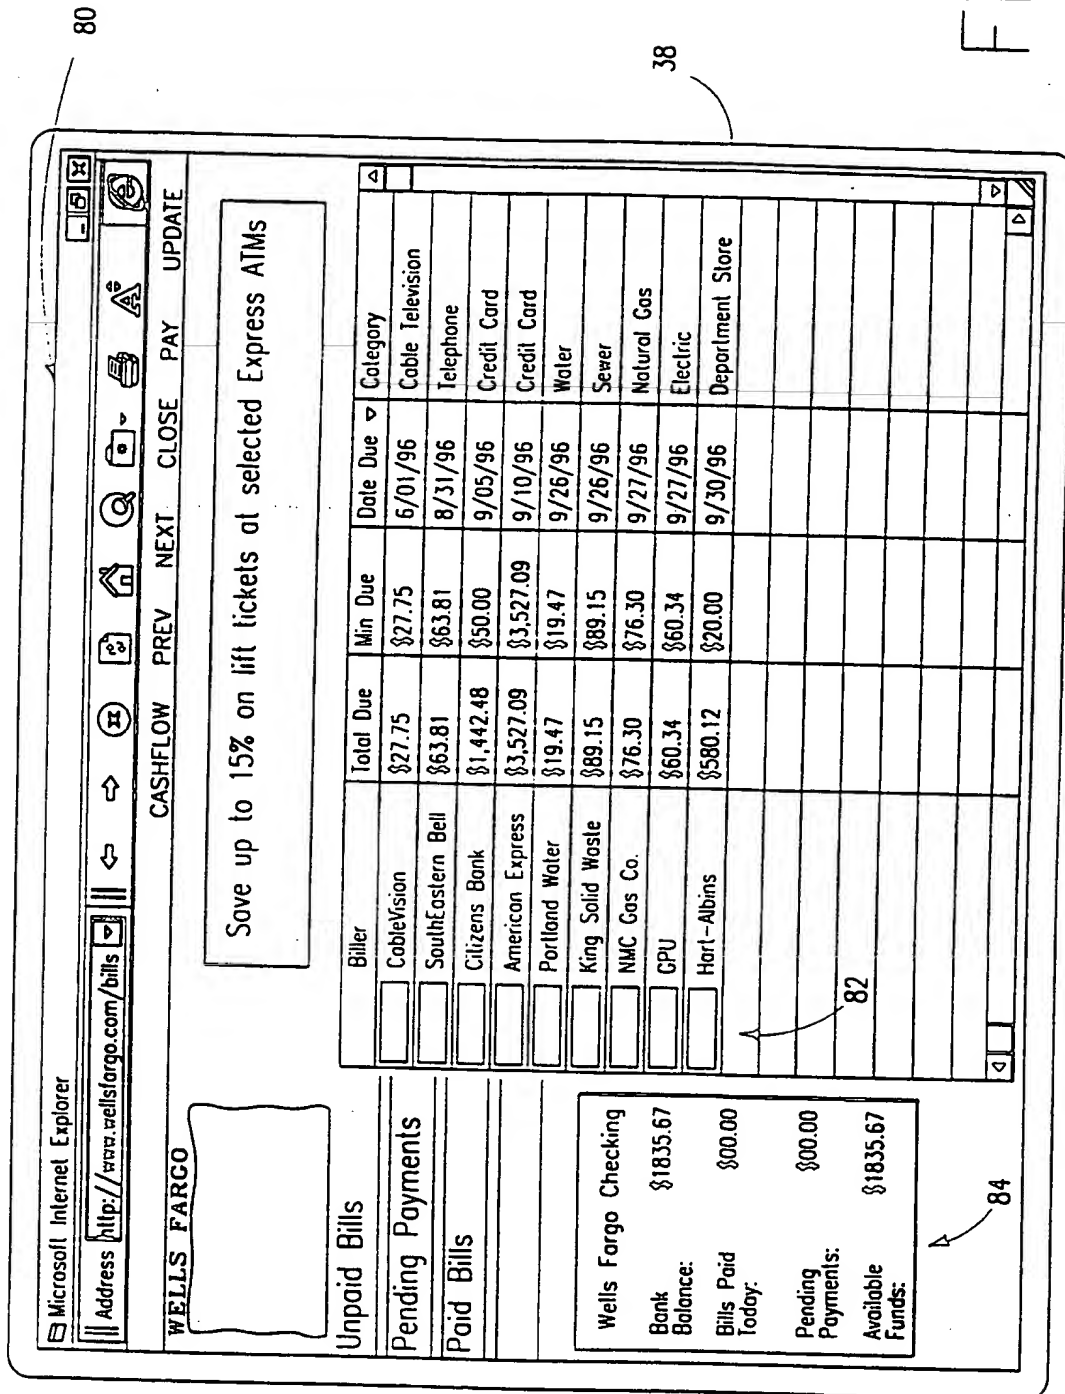 80
38
Microsoft Internet Explorer
Address http://www.wellsfargo.com/bills
CASHFLOW PREV NEXT CLOSE PAY UPDATE
WELLS FARGO
Save up to 15% on lift tickets at selected Express ATMs
Unpaid Bills
Pending Payments
Paid Bills
Biller Total Due Min Due Date Due Category
CableVision $27.75 $27.75 6/01/96 Cable Television
SouthEastern Bell $63.81 $63.81 8/31/96 Telephone
Citizens Bank $1,442.48 $50.00 9/05/96 Credit Card
American Express $3,527.09 $3,527.09 9/10/96 Credit Card
Portland Water $19.47 $19.47 9/26/96 Water
King Solid Waste $89.15 $89.15 9/26/96 Sewer
NMC Gas Co. $76.30 $76.30 9/27/96 Natural Gas
GPU $60.34 $60.34 9/27/96 Electric
Hart-Albins $580.12 $20.00 9/30/96 Department Store
82
Wells Fargo Checking
Bank Balance: $1835.67
Bills Paid Today: $00.00
Pending Payments: $00.00
Available Funds: $1835.67
84